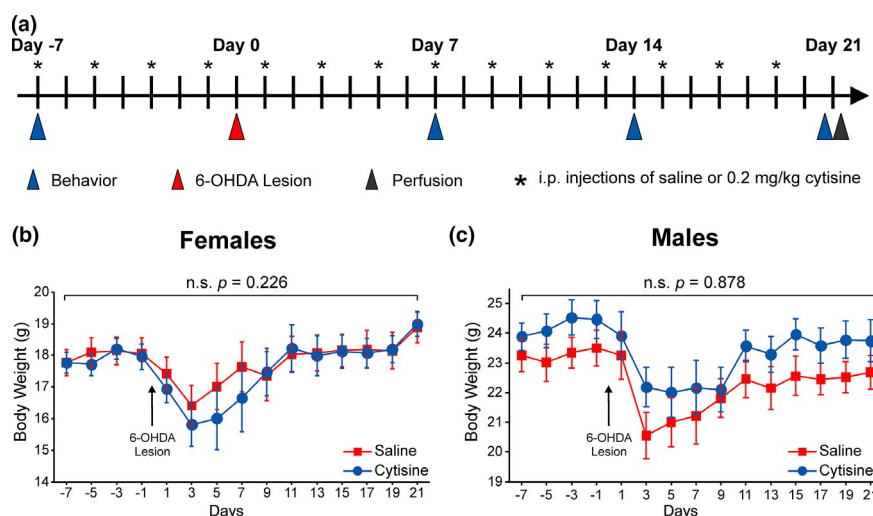 (a)
Day -7 Day 0 Day 7 Day 14 Day 21
* * * * * * * * * * * * * *
Behavior 6-OHDA Lesion Perfusion * i.p. injections of saline or 0.2 mg/kg cytisine
(b) Females
n.s. p = 0.226
Body Weight (g)
20
19
18
17
16
15
14
6-OHDA
Lesion
Saline
Cytisine
-7 -5 -3 -1 1 3 5 7 9 11 13 15 17 19 21
Days
(c) Males
n.s. p = 0.878
Body Weight (g)
25
24
23
22
21
20
19
6-OHDA
Lesion
Saline
Cytisine
-7 -5 -3 -1 1 3 5 7 9 11 13 15 17 19 21
Days